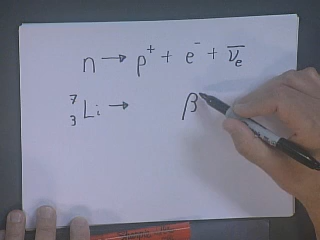 n → p⁺ + e⁻ + ν̅ₑ
⁷₃Li → β